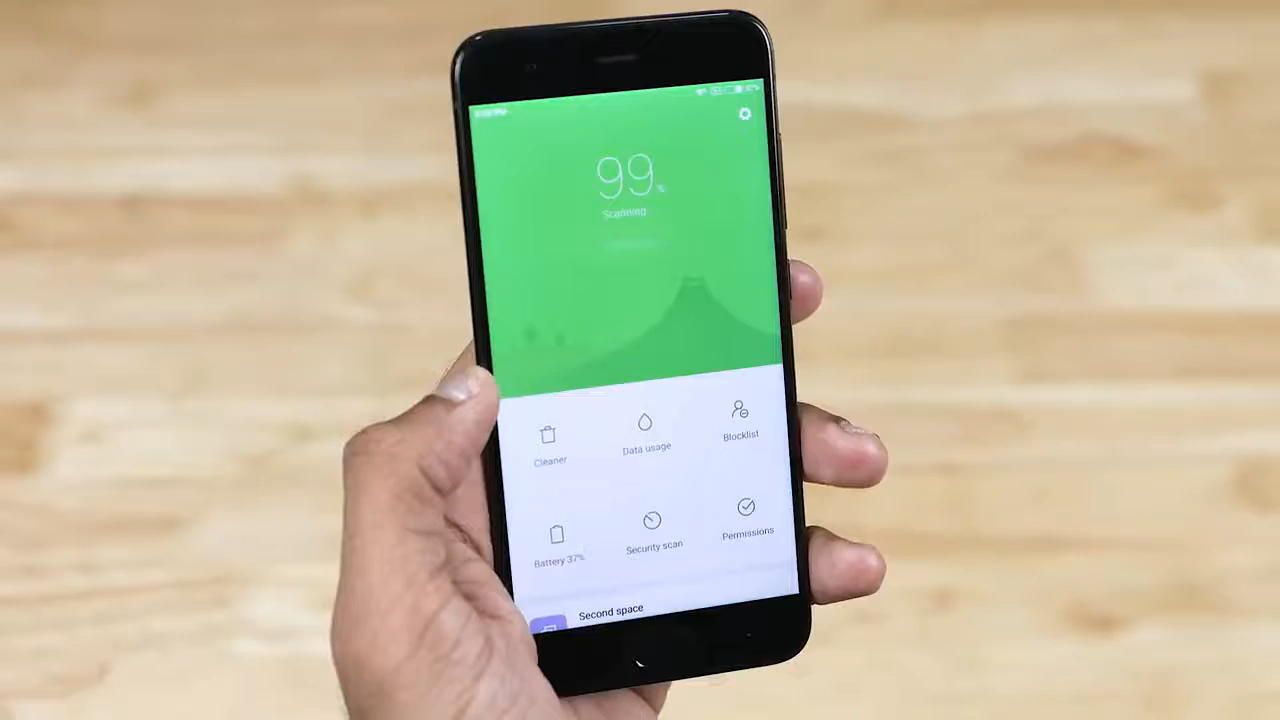 99%
Scanning
Cleaner
Data usage
Blocklist
Battery 37%
Security scan
Permissions
Second space